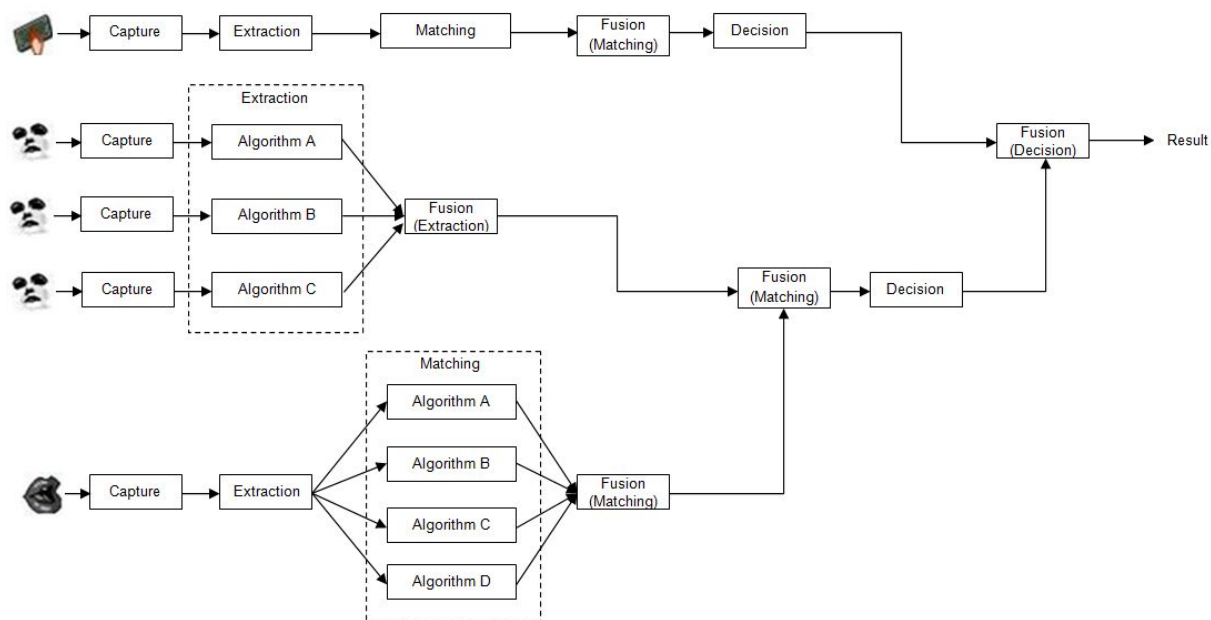 Capture
Extraction
Matching
Fusion
(Matching)
Decision
Extraction
Capture
Algorithm A
Fusion
(Decision)
Result
Capture
Algorithm B
Fusion
(Extraction)
Capture
Algorithm C
Fusion
(Matching)
Decision
Matching
Algorithm A
Algorithm B
Capture
Extraction
Fusion
(Matching)
Algorithm C
Algorithm D